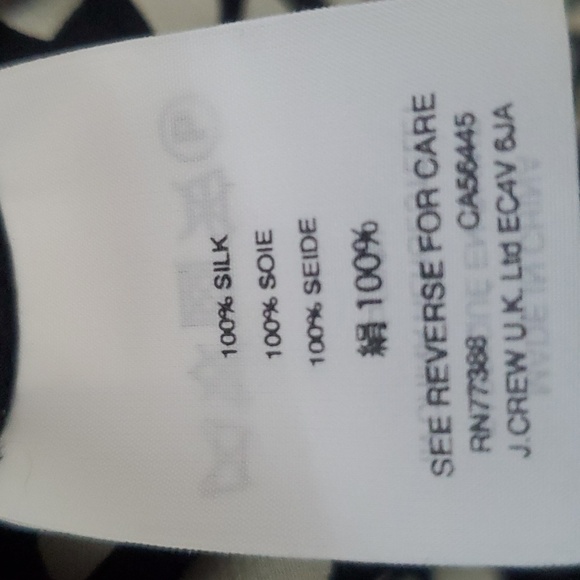 100% SILK
100% SOIE
100% SEIDE
絹 100%
SEE REVERSE FOR CARE
RN77388 CA56445
J.CREW U.K. Ltd EC4V 6JA